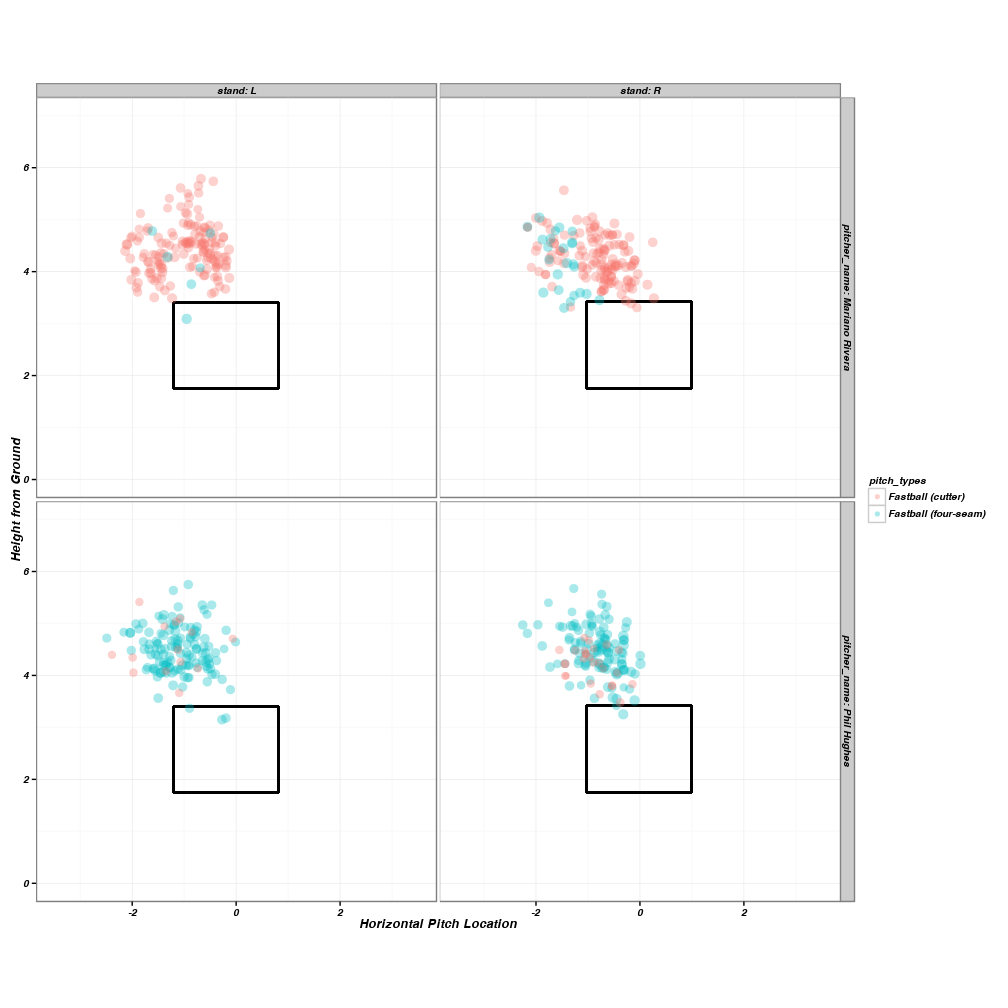 stand: L
stand: R
6
4
2
0
pitcher_name: Mariano Rivera
Height from Ground
6
4
2
0
pitcher_name: Phil Hughes
pitch_types
Fastball (cutter)
Fastball (four-seam)
-2
0
2
-2
0
2
Horizontal Pitch Location